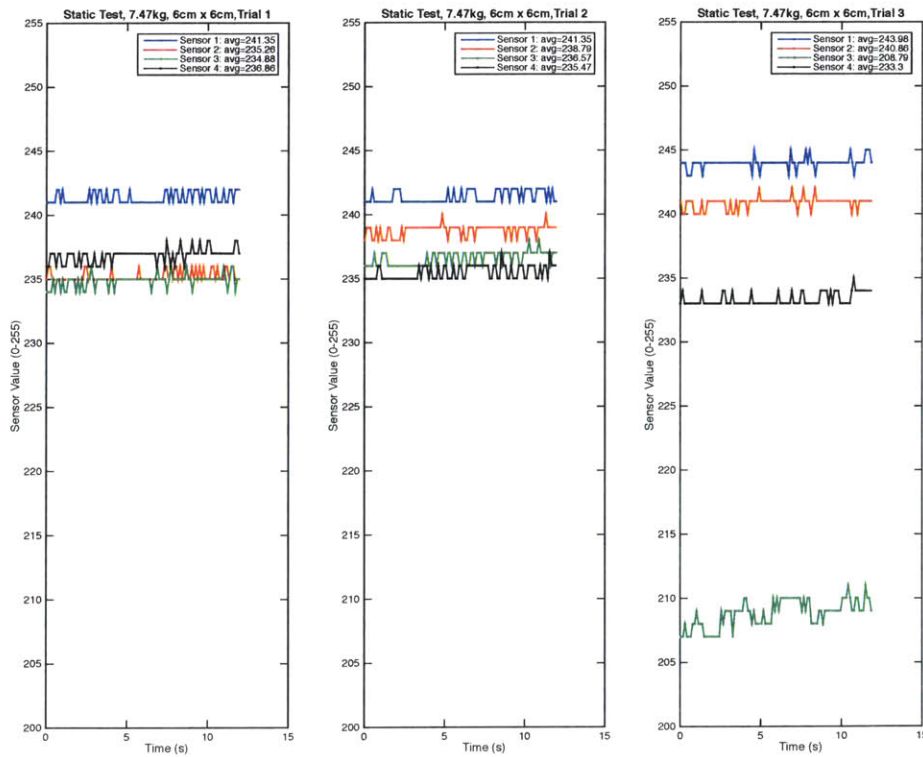 Static Test, 7.47kg, 6cm x 6cm,Trial 1
Sensor 1: avg=241.35
Sensor 2: avg=235.26
Sensor 3: avg=234.88
Sensor 4: avg=236.86
255
250
245
240
235
230
225
220
215
210
205
200
Sensor Value (0-255)
0
5
10
15
Time (s)
Static Test, 7.47kg, 6cm x 6cm,Trial 2
Sensor 1: avg=241.35
Sensor 2: avg=238.79
Sensor 3: avg=236.57
Sensor 4: avg=235.47
255
250
245
240
235
230
225
220
215
210
205
200
Sensor Value (0-255)
0
5
10
15
Time (s)
Static Test, 7.47kg, 6cm x 6cm,Trial 3
Sensor 1: avg=243.98
Sensor 2: avg=240.86
Sensor 3: avg=208.79
Sensor 4: avg=233.3
255
250
245
240
235
230
225
220
215
210
205
200
Sensor Value (0-255)
0
5
10
15
Time (s)